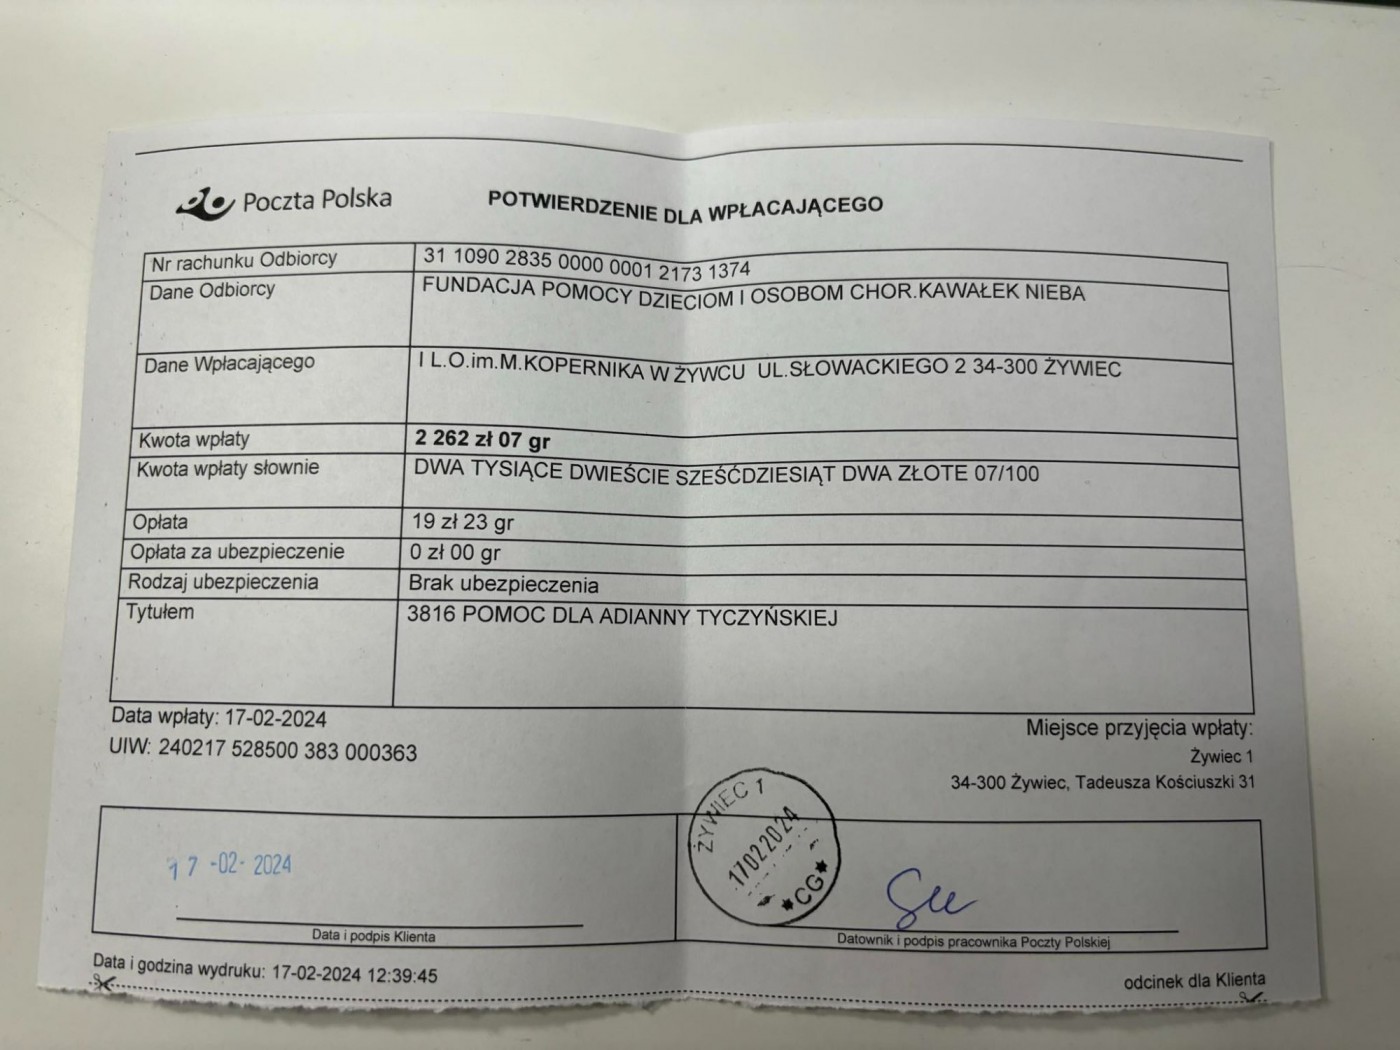 Poczta Polska
POTWIERDZENIE DLA WPŁACAJĄCEGO
Nr rachunku Odbiorcy 31 1090 2835 0000 0001 2173 1374
Dane Odbiorcy FUNDACJA POMOCY DZIECIOM I OSOBOM CHOR.KAWAŁEK NIEBA
Dane Wpłacającego I L.O.im.M.KOPERNIKA W ŻYWCU UL.SŁOWACKIEGO 2 34-300 ŻYWIEC
Kwota wpłaty 2 262 zł 07 gr
Kwota wpłaty słownie DWA TYSIĄCE DWIEŚCIE SZEŚĆDZIESIĄT DWA ZŁOTE 07/100
Opłata 19 zł 23 gr
Opłata za ubezpieczenie 0 zł 00 gr
Rodzaj ubezpieczenia Brak ubezpieczenia
Tytułem 3816 POMOC DLA ADIANNY TYCZYŃSKIEJ
Data wpłaty: 17-02-2024
UIW: 240217 528500 383 000363
Miejsce przyjęcia wpłaty:
Żywiec 1
34-300 Żywiec, Tadeusza Kościuszki 31
17 -02- 2024
Data i podpis Klienta
ŻYWIEC 1
17022024
*CG*
Datownik i podpis pracownika Poczty Polskiej
Data i godzina wydruku: 17-02-2024 12:39:45
odcinek dla Klienta